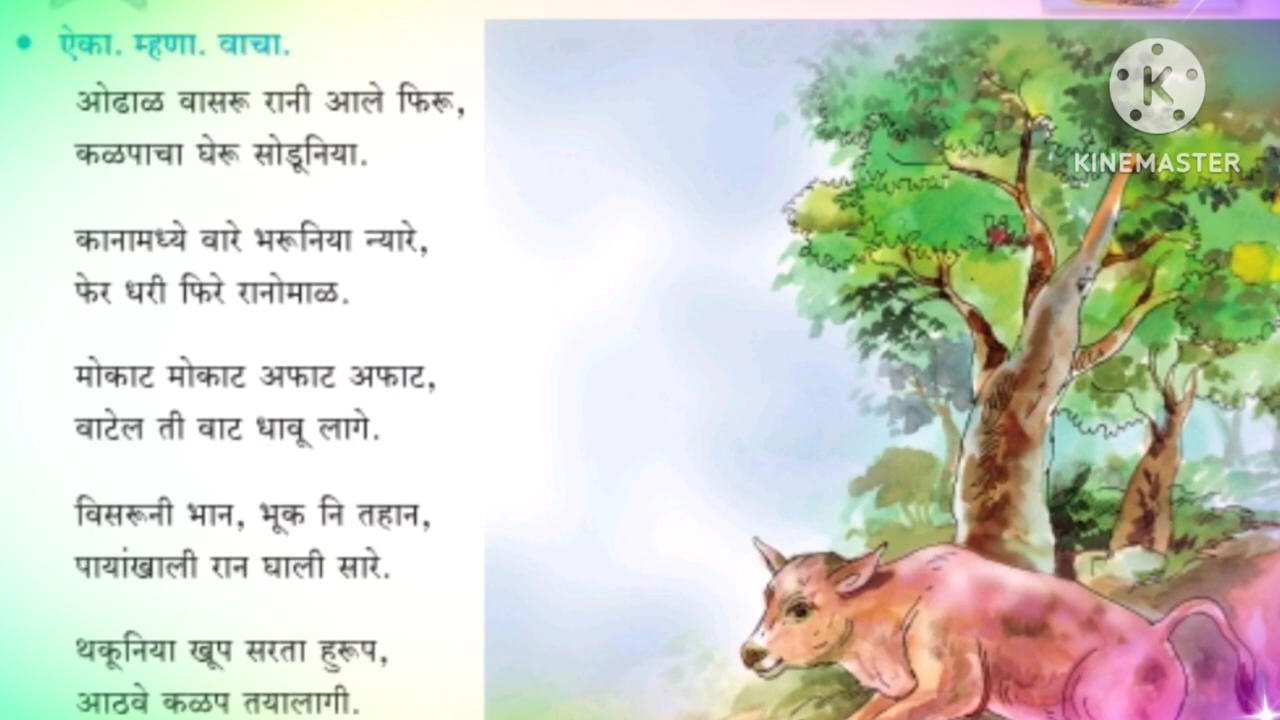 • ऐका. म्हणा. वाचा.
ओढाळ वासरू रानी आले फिरू,
कळपाचा घेरू सोडूनिया.
कानामध्ये वारे भरूनिया न्यारे,
फेर धरी फिरे रानोमाळ.
मोकाट मोकाट अफाट अफाट,
वाटेल ती वाट धावू लागे.
विसरूनी भान, भूक नि तहान,
पायांखाली रान घाली सारे.
थकूनिया खूप सरता हुरूप,
आठवे कळप तयालागी.
K
KINEMASTER